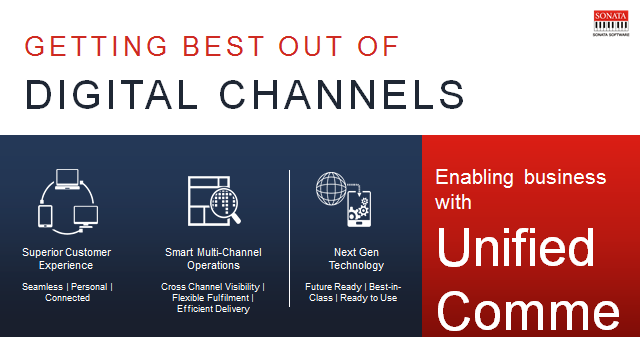 GETTING BEST OUT OF
SONATA
SONATA SOFTWARE
DIGITAL CHANNELS
Superior Customer
Experience
Seamless | Personal |
Connected
Smart Multi-Channel
Operations
Cross Channel Visibility |
Flexible Fulfilment |
Efficient Delivery
Next Gen
Technology
Future Ready | Best-in-
Class | Ready to Use
Enabling business
with
Unified
Comme